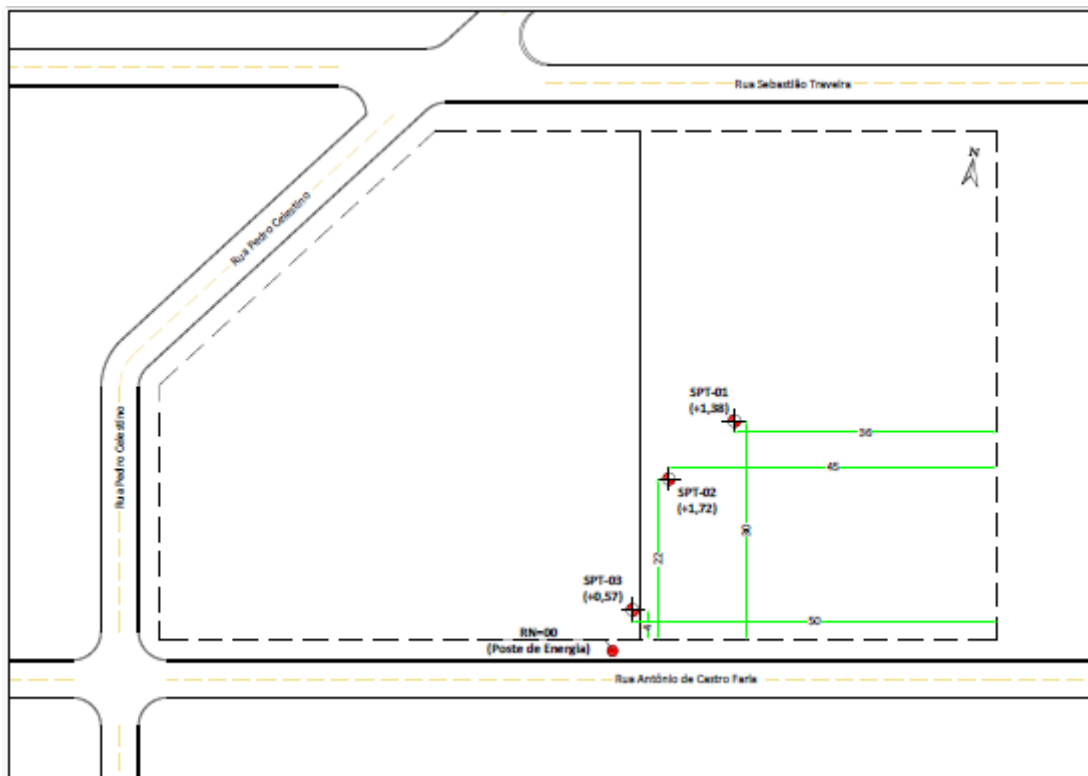 Rua Sebastião Traveira
N
Rua Pedro Celestino
SPT-01
(+1,38)
36
45
Rua Pedro Celestino
SPT-02
(+1,72)
30
22
SPT-03
(+0,57)
4
50
RN=00
(Poste de Energia)
Rua Antônio de Castro Faria